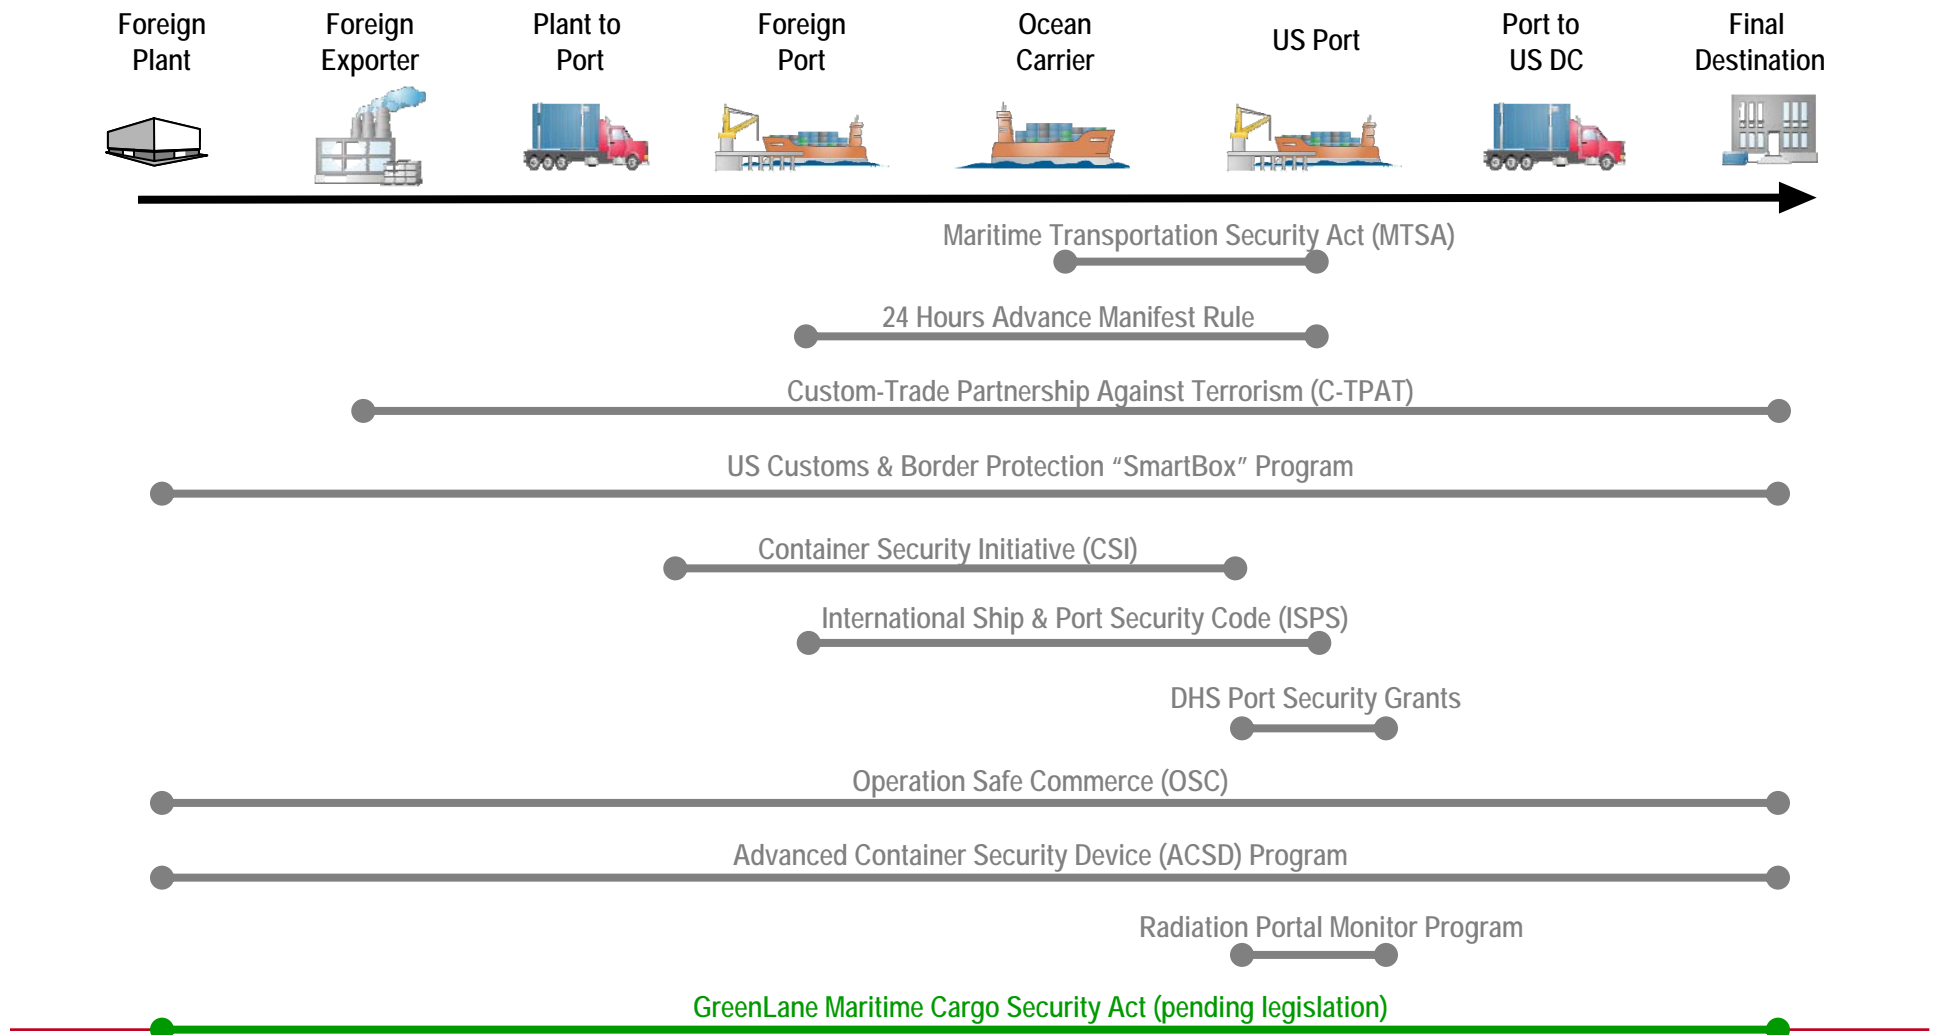 Foreign
Plant
Foreign
Exporter
Plant to
Port
Foreign
Port
Ocean
Carrier
US Port
Port to
US DC
Final
Destination
Maritime Transportation Security Act (MTSA)
24 Hours Advance Manifest Rule
Custom-Trade Partnership Against Terrorism (C-TPAT)
US Customs & Border Protection “SmartBox” Program
Container Security Initiative (CSI)
International Ship & Port Security Code (ISPS)
DHS Port Security Grants
Operation Safe Commerce (OSC)
Advanced Container Security Device (ACSD) Program
Radiation Portal Monitor Program
GreenLane Maritime Cargo Security Act (pending legislation)